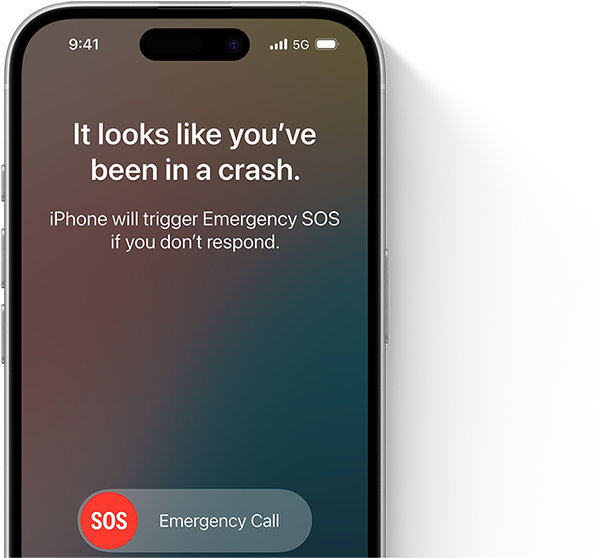 9:41 5G
It looks like you’ve
been in a crash.
iPhone will trigger Emergency SOS
if you don’t respond.
SOS Emergency Call